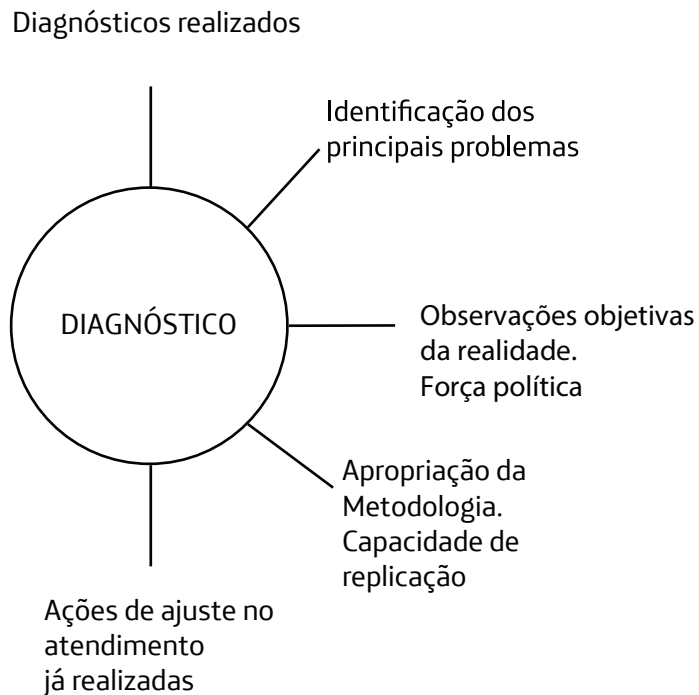 Diagnósticos realizados
Identificação dos
principais problemas
DIAGNÓSTICO
Observações objetivas
da realidade.
Força política
Apropriação da
Metodologia.
Capacidade de
replicação
Ações de ajuste no
atendimento
já realizadas